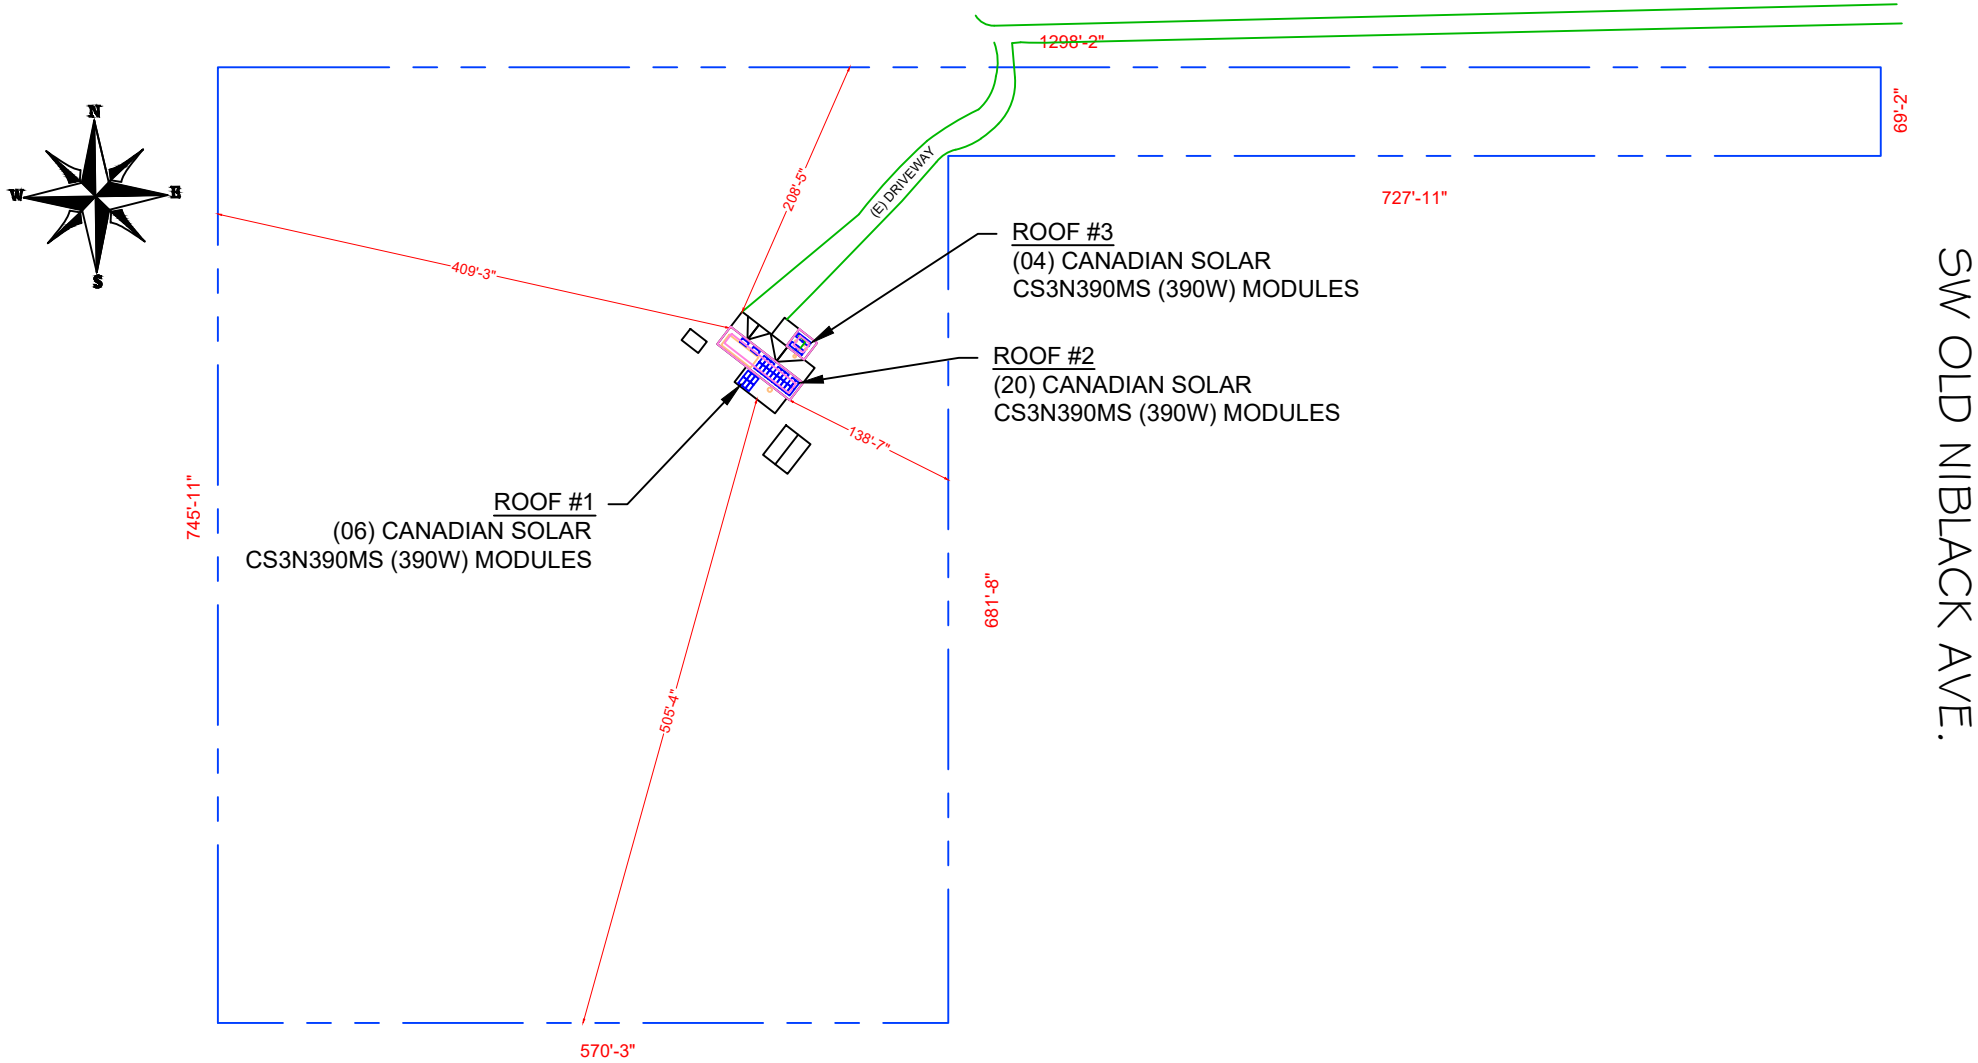 1298'-2"
69'-2"
N
W
E
S
208'-5"
(E) DRIVEWAY
727'-11"
409'-3"
ROOF #3
(04) CANADIAN SOLAR
CS3N390MS (390W) MODULES
ROOF #2
(20) CANADIAN SOLAR
CS3N390MS (390W) MODULES
138'-7"
ROOF #1
(06) CANADIAN SOLAR
CS3N390MS (390W) MODULES
745'-11"
681'-8"
505'-4"
570'-3"
SW OLD NIBLACK AVE.